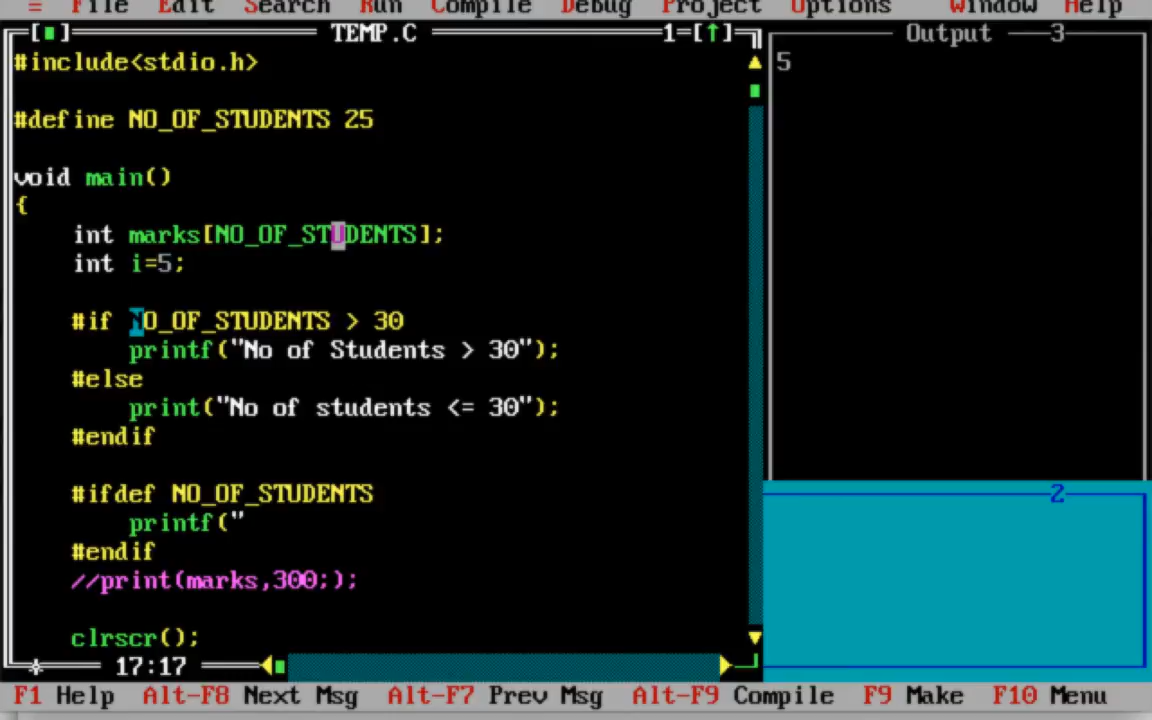 ≡ File Edit Search Run Compile Debug Project Options Window Help
[■] TEMP.C 1=[↑]
#include<stdio.h>
#define NO_OF_STUDENTS 25
void main()
{
int marks[NO_OF_STUDENTS];
int i=5;
#if NO_OF_STUDENTS > 30
printf("No of Students > 30");
#else
print("No of students <= 30");
#endif
#ifdef NO_OF_STUDENTS
printf("
#endif
//print(marks,300;);
clrscr();
17:17
Output 3
5
2
F1 Help Alt-F8 Next Msg Alt-F7 Prev Msg Alt-F9 Compile F9 Make F10 Menu